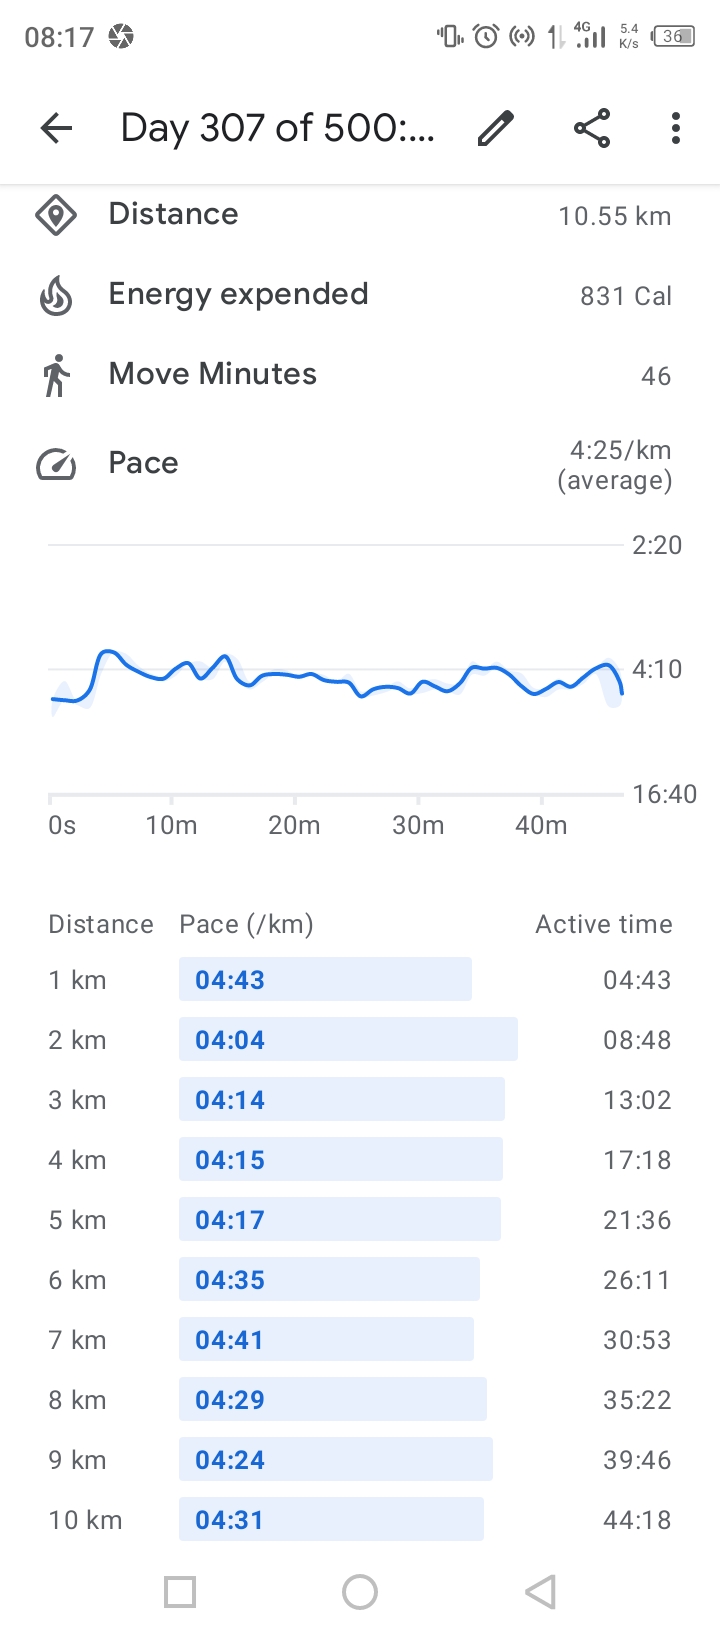 08:17
4G
5.4
K/s
36
Day 307 of 500:...
Distance 10.55 km
Energy expended 831 Cal
Move Minutes 46
Pace 4:25/km
(average)
2:20
4:10
16:40
0s 10m 20m 30m 40m
Distance Pace (/km) Active time
1 km 04:43 04:43
2 km 04:04 08:48
3 km 04:14 13:02
4 km 04:15 17:18
5 km 04:17 21:36
6 km 04:35 26:11
7 km 04:41 30:53
8 km 04:29 35:22
9 km 04:24 39:46
10 km 04:31 44:18